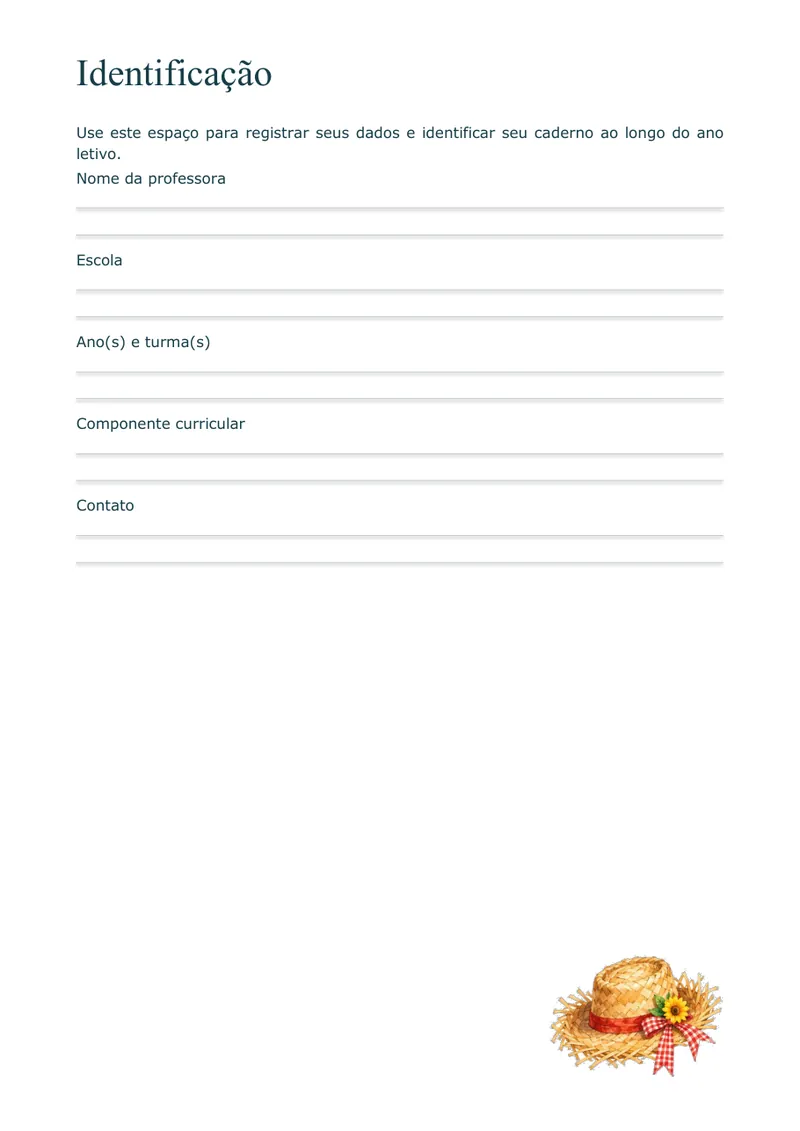 Identificação
Use este espaço para registrar seus dados e identificar seu caderno ao longo do ano
letivo.
Nome da professora
Escola
Ano(s) e turma(s)
Componente curricular
Contato